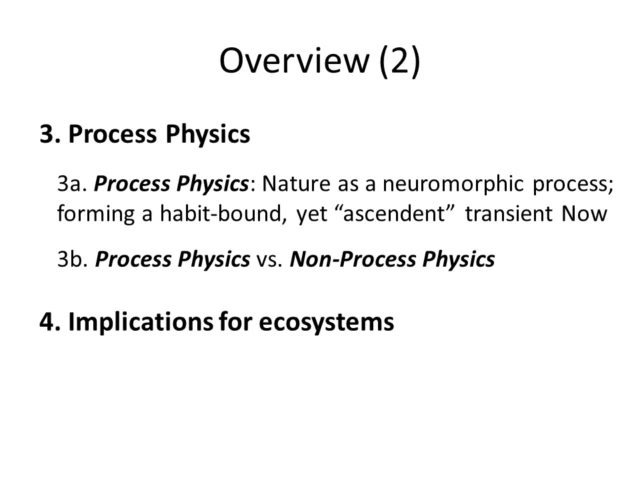 Overview (2)
3. Process Physics
3a. Process Physics: Nature as a neuromorphic process;
forming a habit-bound, yet “ascendent” transient Now
3b. Process Physics vs. Non-Process Physics
4. Implications for ecosystems